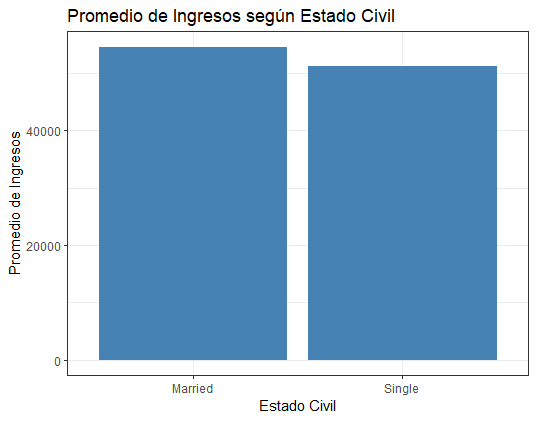 Promedio de Ingresos según Estado Civil
Promedio de Ingresos
40000
20000
0
Married
Single
Estado Civil